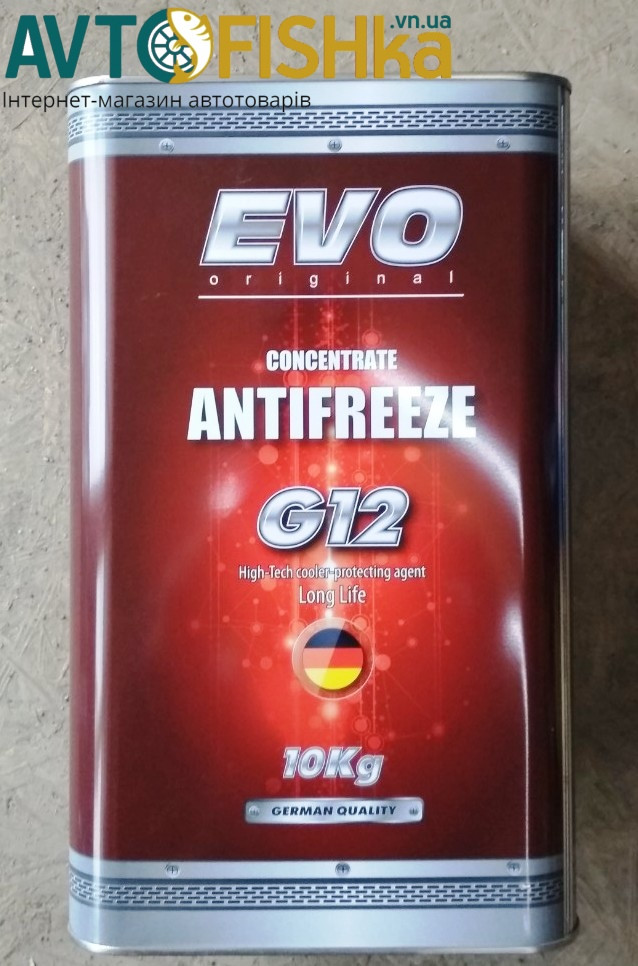 AVTOFISHka
.vn.ua
Інтернет-магазин автотоварів
EVO
original
CONCENTRATE
ANTIFREEZE
G12
High-Tech cooler-protecting agent
Long Life
10Kg
GERMAN QUALITY